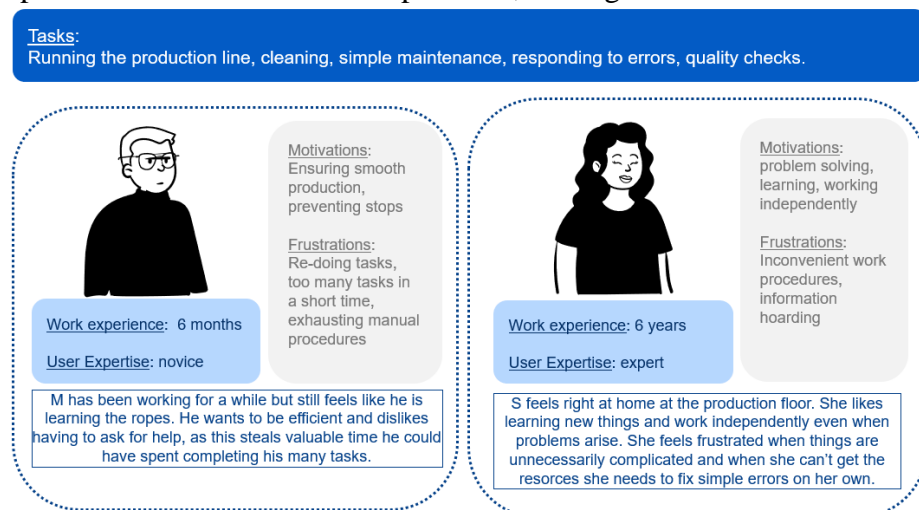 Tasks:
Running the production line, cleaning, simple maintenance, responding to errors, quality checks.
Motivations:
Ensuring smooth
production,
preventing stops
Frustrations:
Re-doing tasks,
too many tasks in
a short time,
exhausting manual
procedures
Work experience: 6 months
User Expertise: novice
M has been working for a while but still feels like he is
learning the ropes. He wants to be efficient and dislikes
having to ask for help, as this steals valuable time he could
have spent completing his many tasks.
Motivations:
problem solving,
learning, working
independently
Frustrations:
Inconvenient work
procedures,
information
hoarding
Work experience: 6 years
User Expertise: expert
S feels right at home at the production floor. She likes
learning new things and work independently even when
problems arise. She feels frustrated when things are
unnecessarily complicated and when she can’t get the
resorces she needs to fix simple errors on her own.